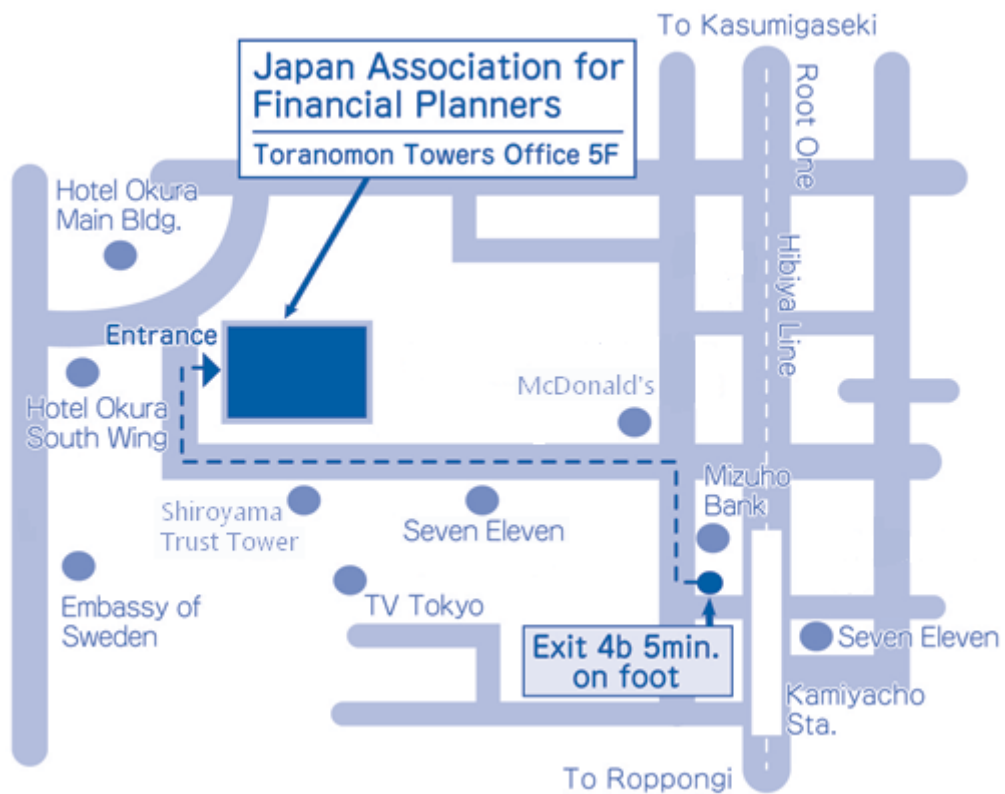 To Kasumigaseki
Japan Association for
Financial Planners
Toranomon Towers Office 5F
Root One
Hotel Okura
Main Bldg.
Hibiya Line
Entrance
McDonald's
Hotel Okura
South Wing
Mizuho
Bank
Shiroyama
Trust Tower
Seven Eleven
TV Tokyo
Embassy of
Sweden
Exit 4b 5min.
on foot
Seven Eleven
Kamiyacho
Sta.
To Roppongi